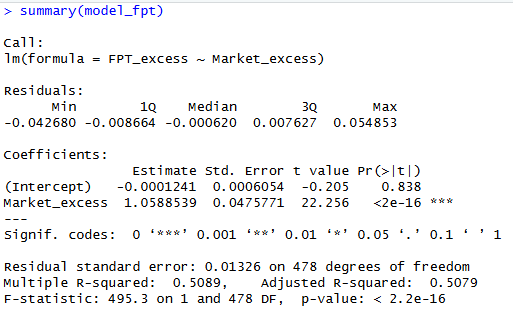 > summary(model_fpt)
Call:
lm(formula = FPT_excess ~ Market_excess)
Residuals:
Min 1Q Median 3Q Max
-0.042680 -0.008664 -0.000620 0.007627 0.054853
Coefficients:
Estimate Std. Error t value Pr(>|t|)
(Intercept) -0.0001241 0.0006054 -0.205 0.838
Market_excess 1.0588539 0.0475771 22.256 <2e-16 ***
---
Signif. codes: 0 ‘***’ 0.001 ‘**’ 0.01 ‘*’ 0.05 ‘.’ 0.1 ‘ ’ 1
Residual standard error: 0.01326 on 478 degrees of freedom
Multiple R-squared: 0.5089, Adjusted R-squared: 0.5079
F-statistic: 495.3 on 1 and 478 DF, p-value: < 2.2e-16